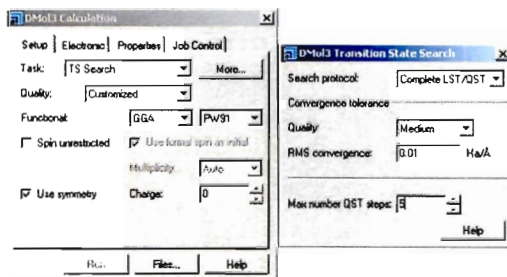 DMol3 Calculation
Setup Electronic Properties Job Control
Task: TS Search More...
Quality: Customized
Functional: GGA PW91
Spin unrestricted Use formal spin as initial
Multiplicity: Auto
Use symmetry Charge: 0
Run Files... Help
DMol3 Transition State Search
Search protocol: Complete LST/QST
Convergence tolerance
Quality: Medium
RMS convergence: 0.01 Ha/Å
Max number QST steps: 5
Help